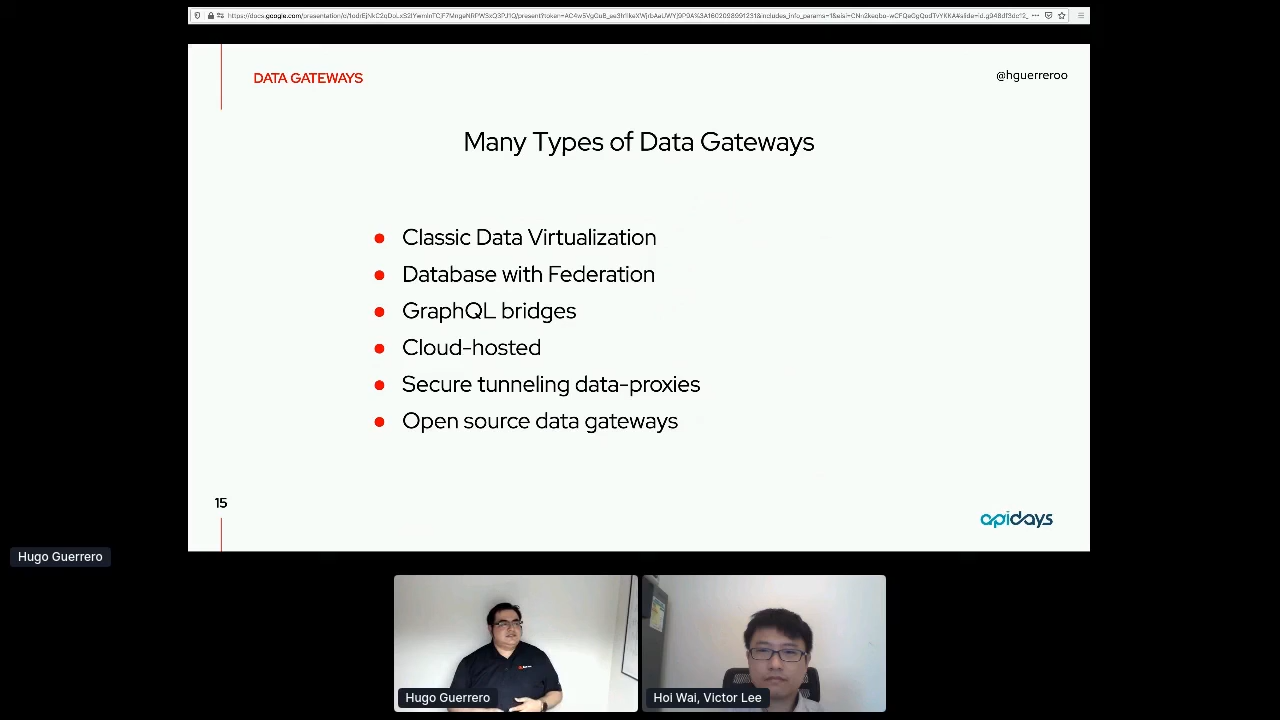 DATA GATEWAYS
@hguerreroo
Many Types of Data Gateways
Classic Data Virtualization
Database with Federation
GraphQL bridges
Cloud-hosted
Secure tunneling data-proxies
Open source data gateways
15
apidays
Hugo Guerrero
Hugo Guerrero
Hoi Wai, Victor Lee